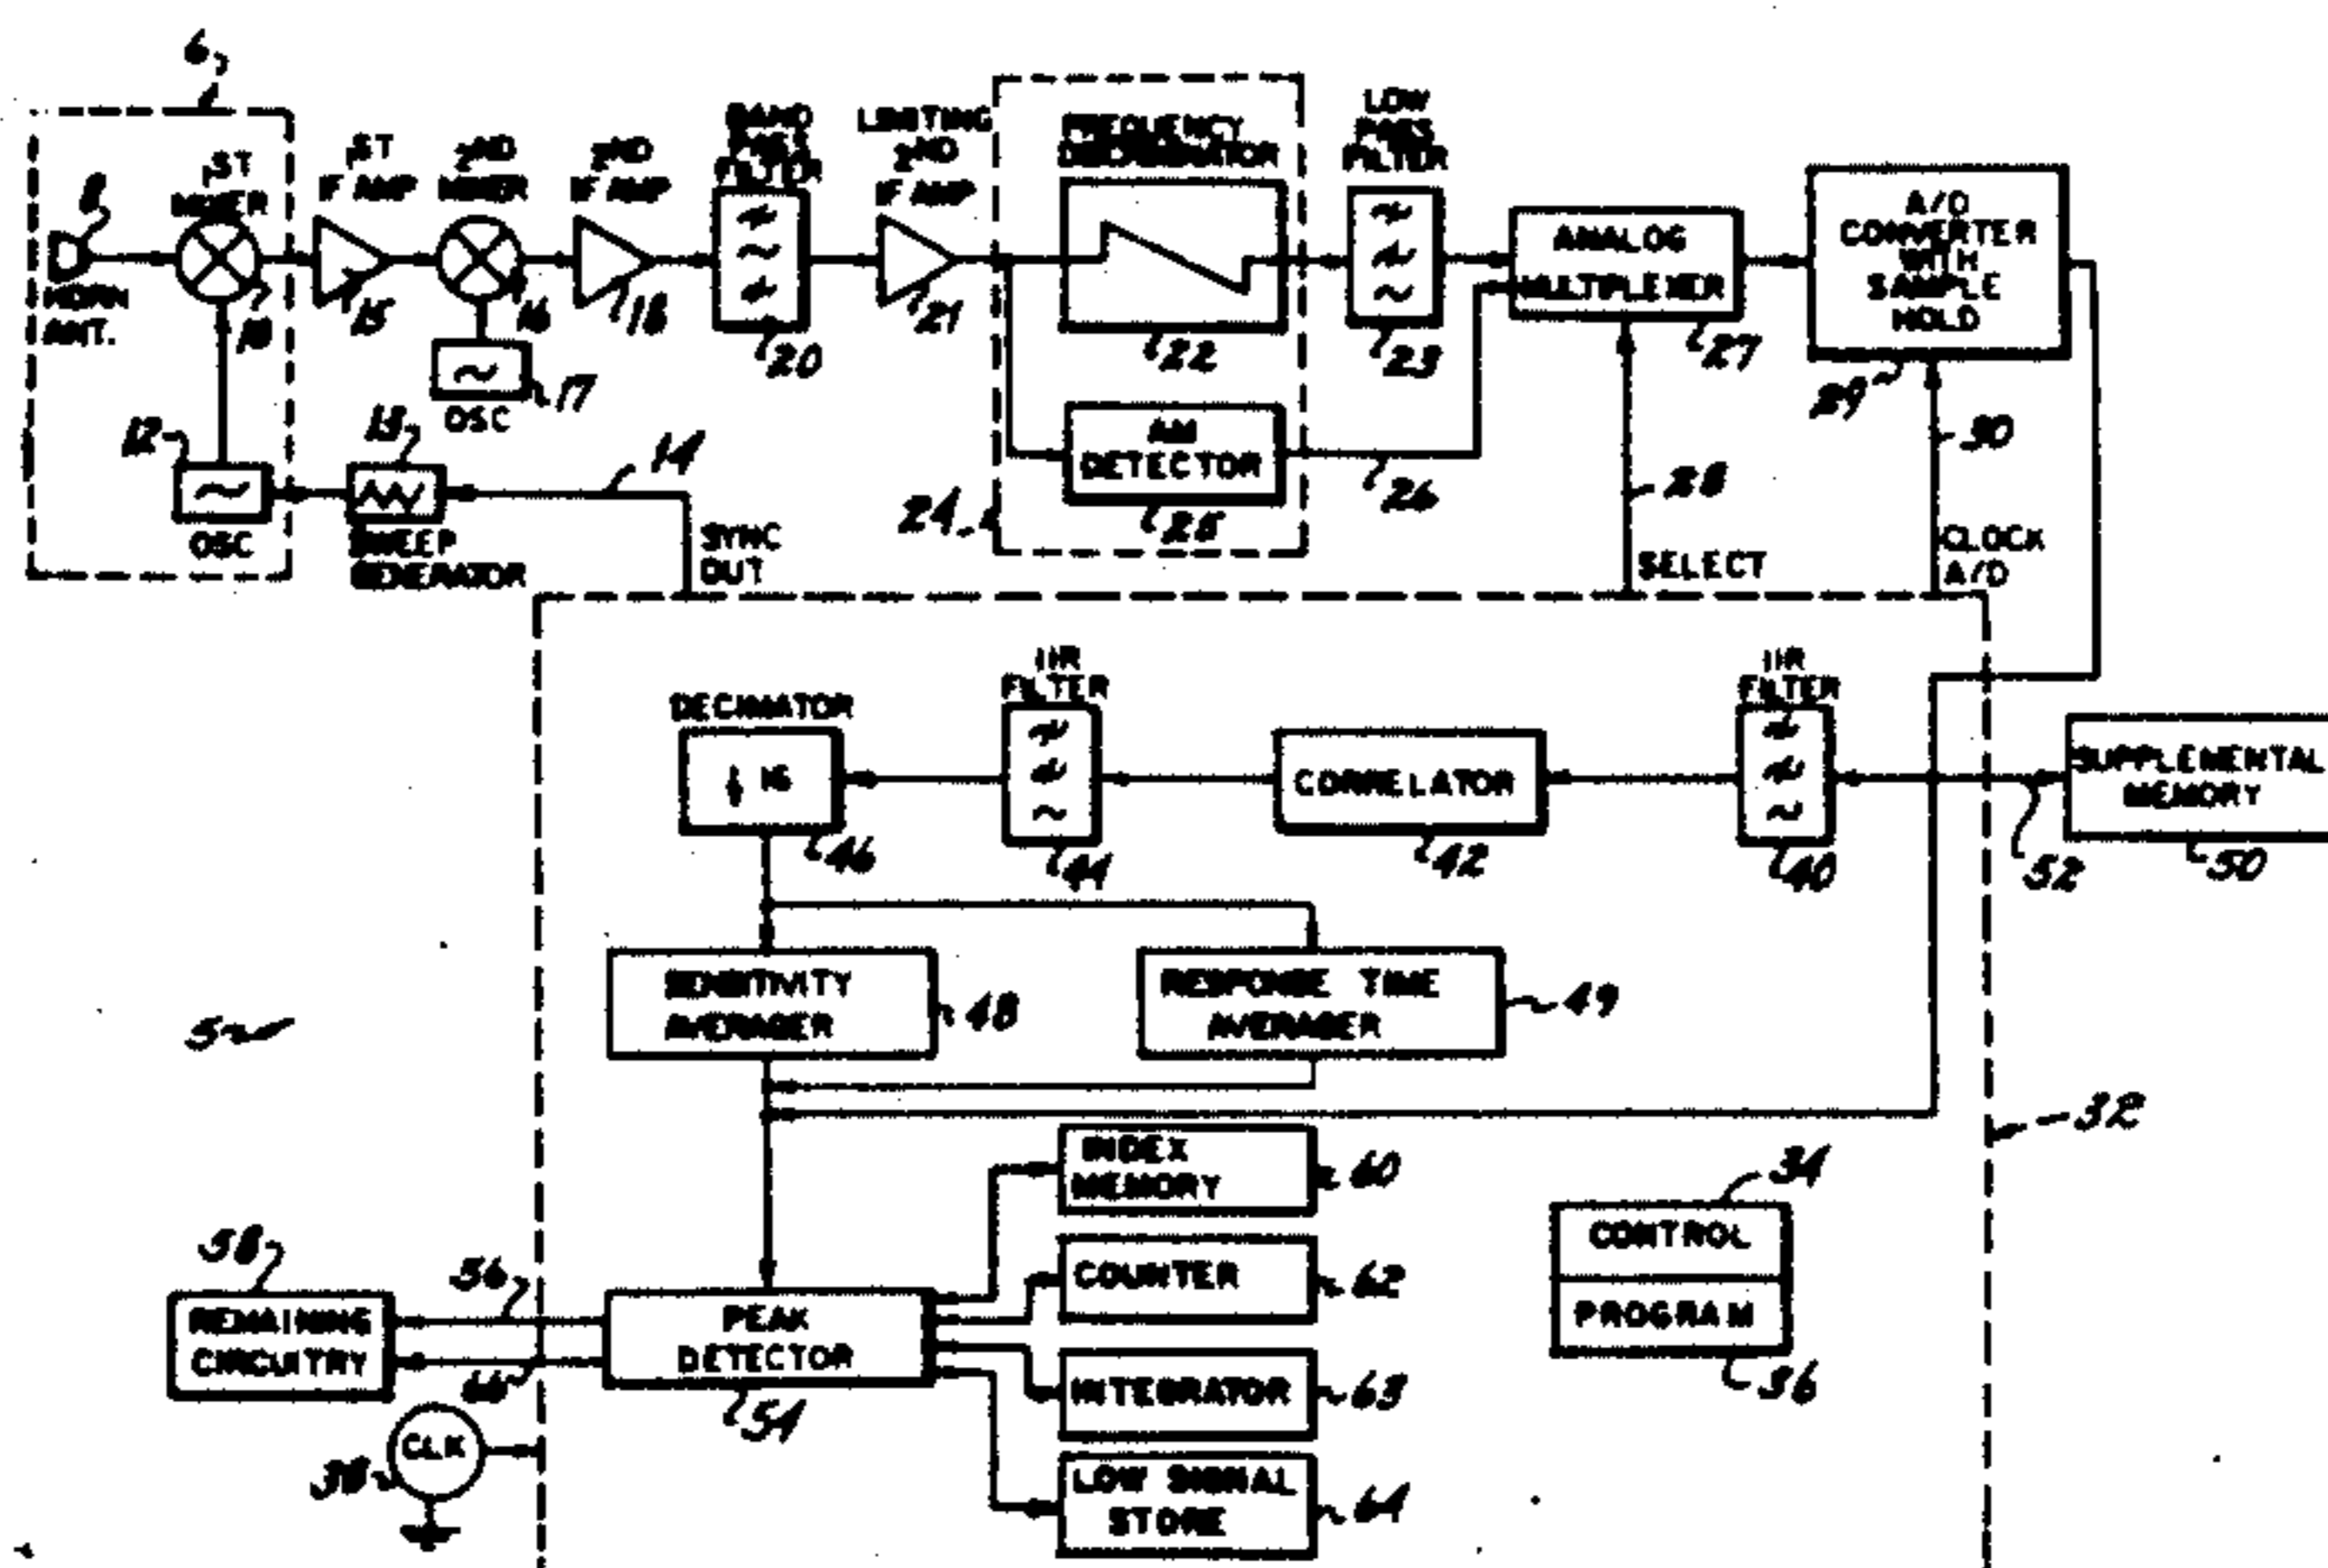 6
8
HORN
ANT.
1ST
MIXER
10
1ST
IF AMP
15
2ND
MIXER
16
OSC
17
2ND
IF AMP
18
BAND
PASS
FILTER
20
LIMITING
2ND
IF AMP
21
FREQUENCY
DISCRIMINATOR
22
LOW
PASS
FILTER
23
ANALOG
MULTIPLEXER
27
A/D
CONVERTER
WITH
SAMPLE
HOLD
29
12
OSC
13
SWEEP
GENERATOR
14
SYNC
OUT
24
AM
DETECTOR
25
26
28
SELECT
30
CLOCK
A/D
DECIMATOR
↓ 16
46
IIR
FILTER
44
CORRELATOR
42
IIR
FILTER
40
52
SUPPLEMENTAL
MEMORY
50
5
SENSITIVITY
AVERAGER
48
RESPONSE TIME
AVERAGER
49
32
INDEX
MEMORY
60
COUNTER
62
INTEGRATOR
63
LOW SIGNAL
STORE
64
34
CONTROL
PROGRAM
36
58
REMAINING
CIRCUITRY
56
66
PEAK
DETECTOR
54
CLK
38